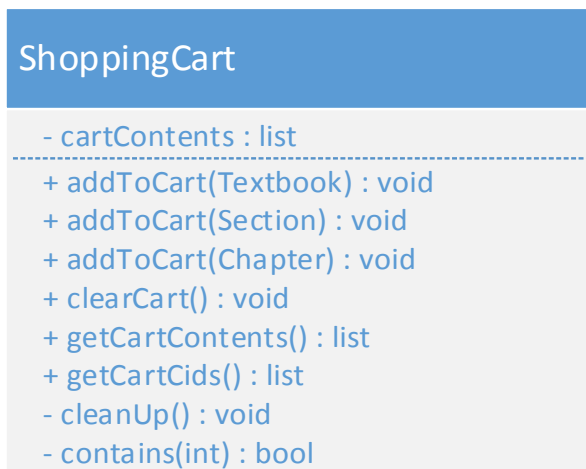 ShoppingCart
- cartContents : list
+ addToCart(Textbook) : void
+ addToCart(Section) : void
+ addToCart(Chapter) : void
+ clearCart() : void
+ getCartContents() : list
+ getCartCids() : list
- cleanUp() : void
- contains(int) : bool